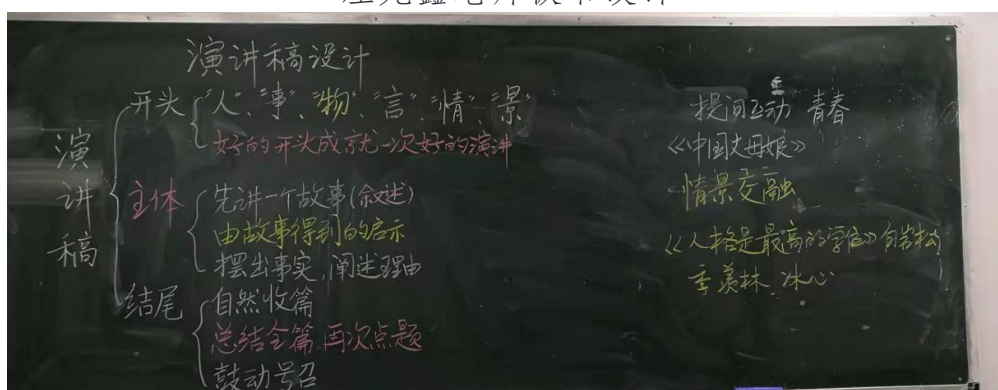 演讲稿设计
演讲稿
开头 “人”、“事”、“物”、“言”、“情”、“景”
好的开头成就一次好的演讲
主体 先讲一个故事(叙述)
由故事得到的启示
摆出事实,阐述理由
结尾 自然收篇
总结全篇,再次点题
鼓动号召
提问互动 青春
《中国丈母娘》
情景交融
《人格是最高的学位》白岩松
季羡林 冰心